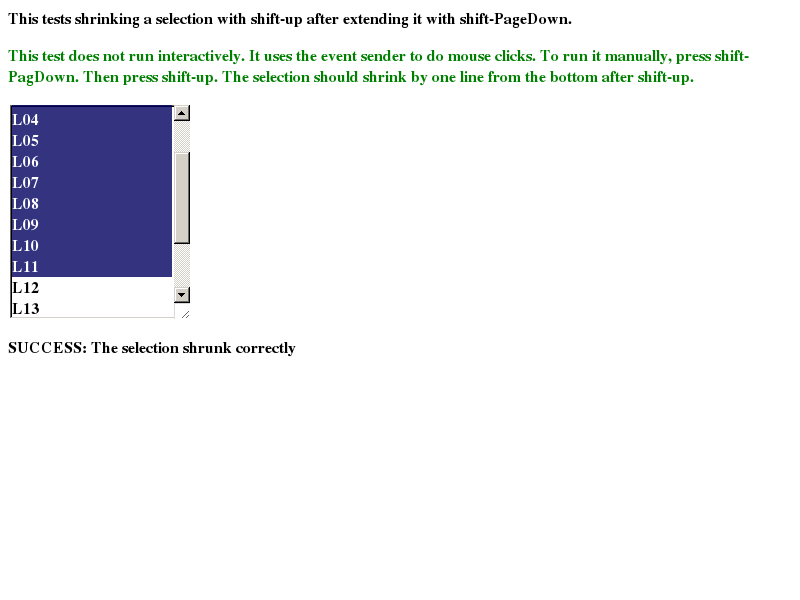 This tests shrinking a selection with shift-up after extending it with shift-PageDown.
This test does not run interactively. It uses the event sender to do mouse clicks. To run it manually, press shift-
PagDown. Then press shift-up. The selection should shrink by one line from the bottom after shift-up.
L04
L05
L06
L07
L08
L09
L10
L11
L12
L13
SUCCESS: The selection shrunk correctly